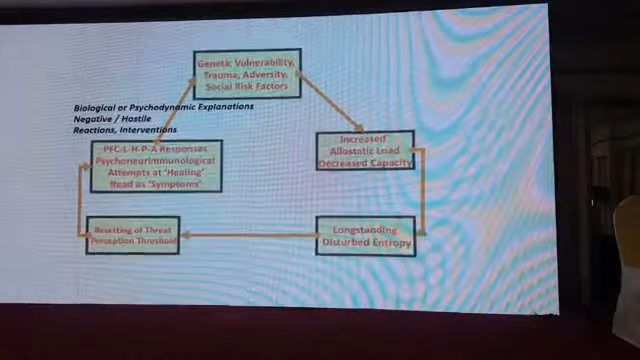 Genetic Vulnerability,
Trauma, Adversity,
Social Risk Factors
Biological or Psychodynamic Explanations
Negative / Hostile
Reactions, Interventions
PFC-L-H-P-A Responses
Psychoneurimmunological
Attempts at 'Healing'
Read as 'Symptoms'
Increased
Allostatic Load
Decreased Capacity
Resetting of Threat
Perception Threshold
Longstanding
Disturbed Entropy